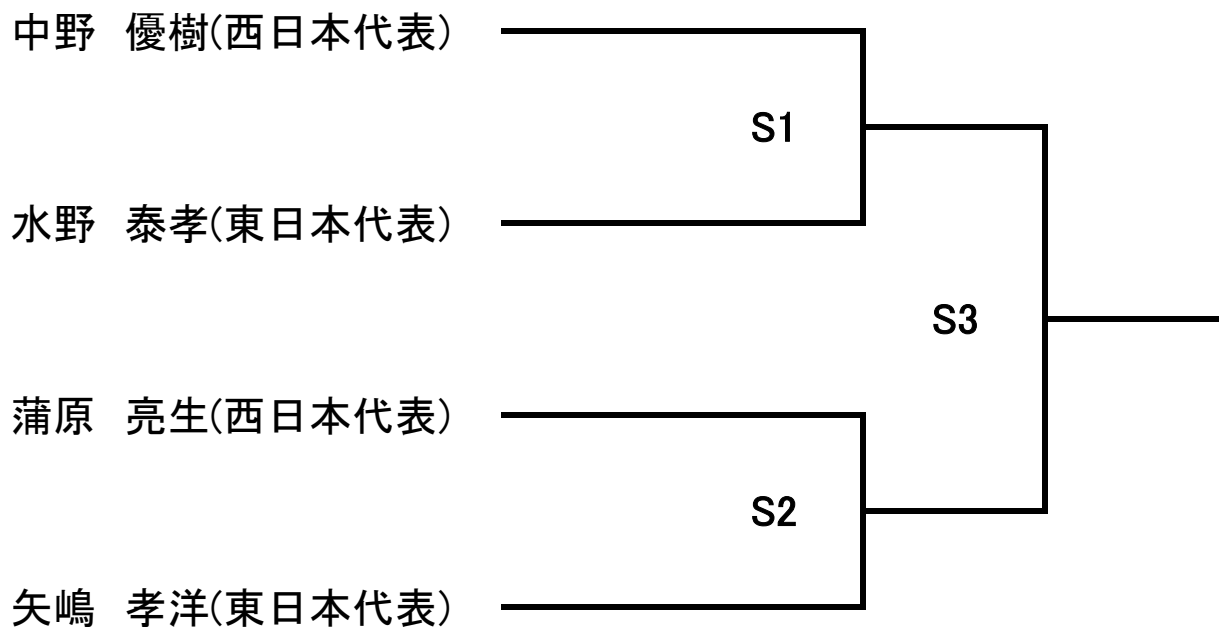 中野　優樹(西日本代表)
S1
水野　泰孝(東日本代表)
S3
蒲原　亮生(西日本代表)
S2
矢嶋　孝洋(東日本代表)